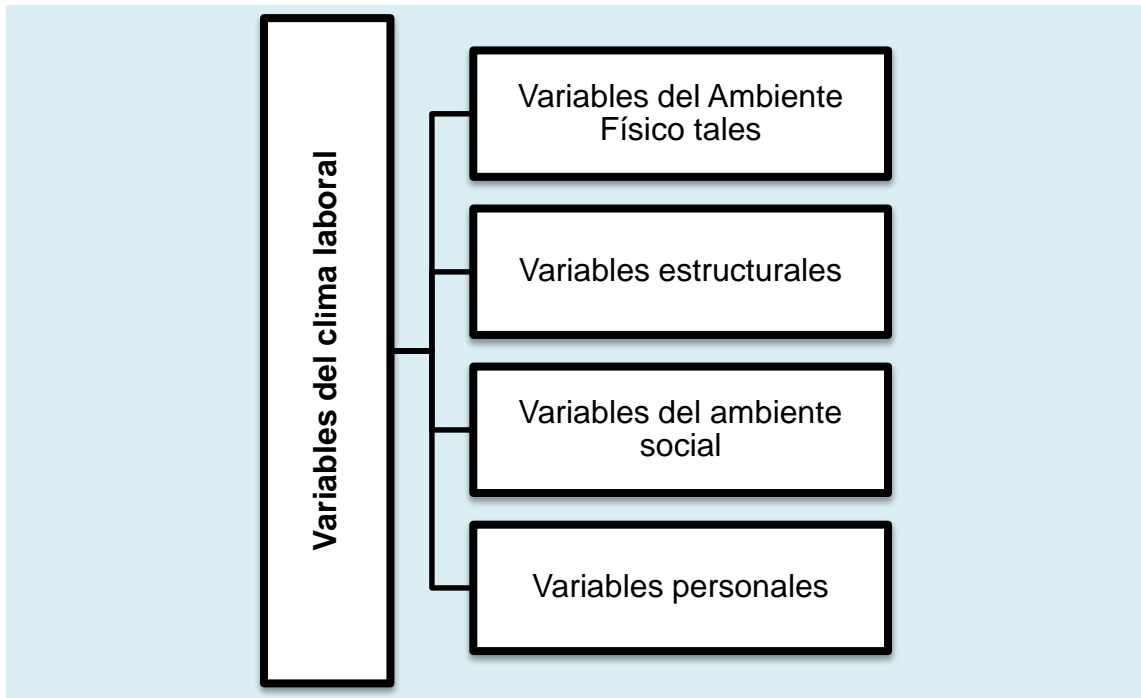 Variables del clima laboral
Variables del Ambiente
Físico tales
Variables estructurales
Variables del ambiente
social
Variables personales